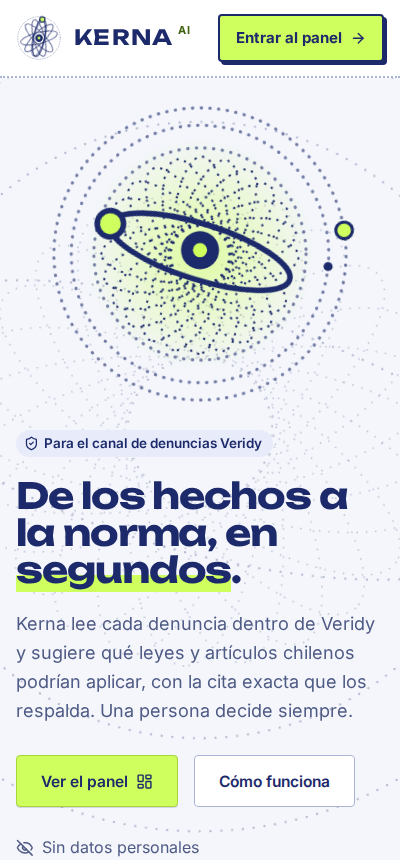 KERNA AI
Entrar al panel
Para el canal de denuncias Veridy
De los hechos a
la norma, en
segundos.
Kerna lee cada denuncia dentro de Veridy
y sugiere qué leyes y artículos chilenos
podrían aplicar, con la cita exacta que los
respalda. Una persona decide siempre.
Ver el panel
Cómo funciona
Sin datos personales